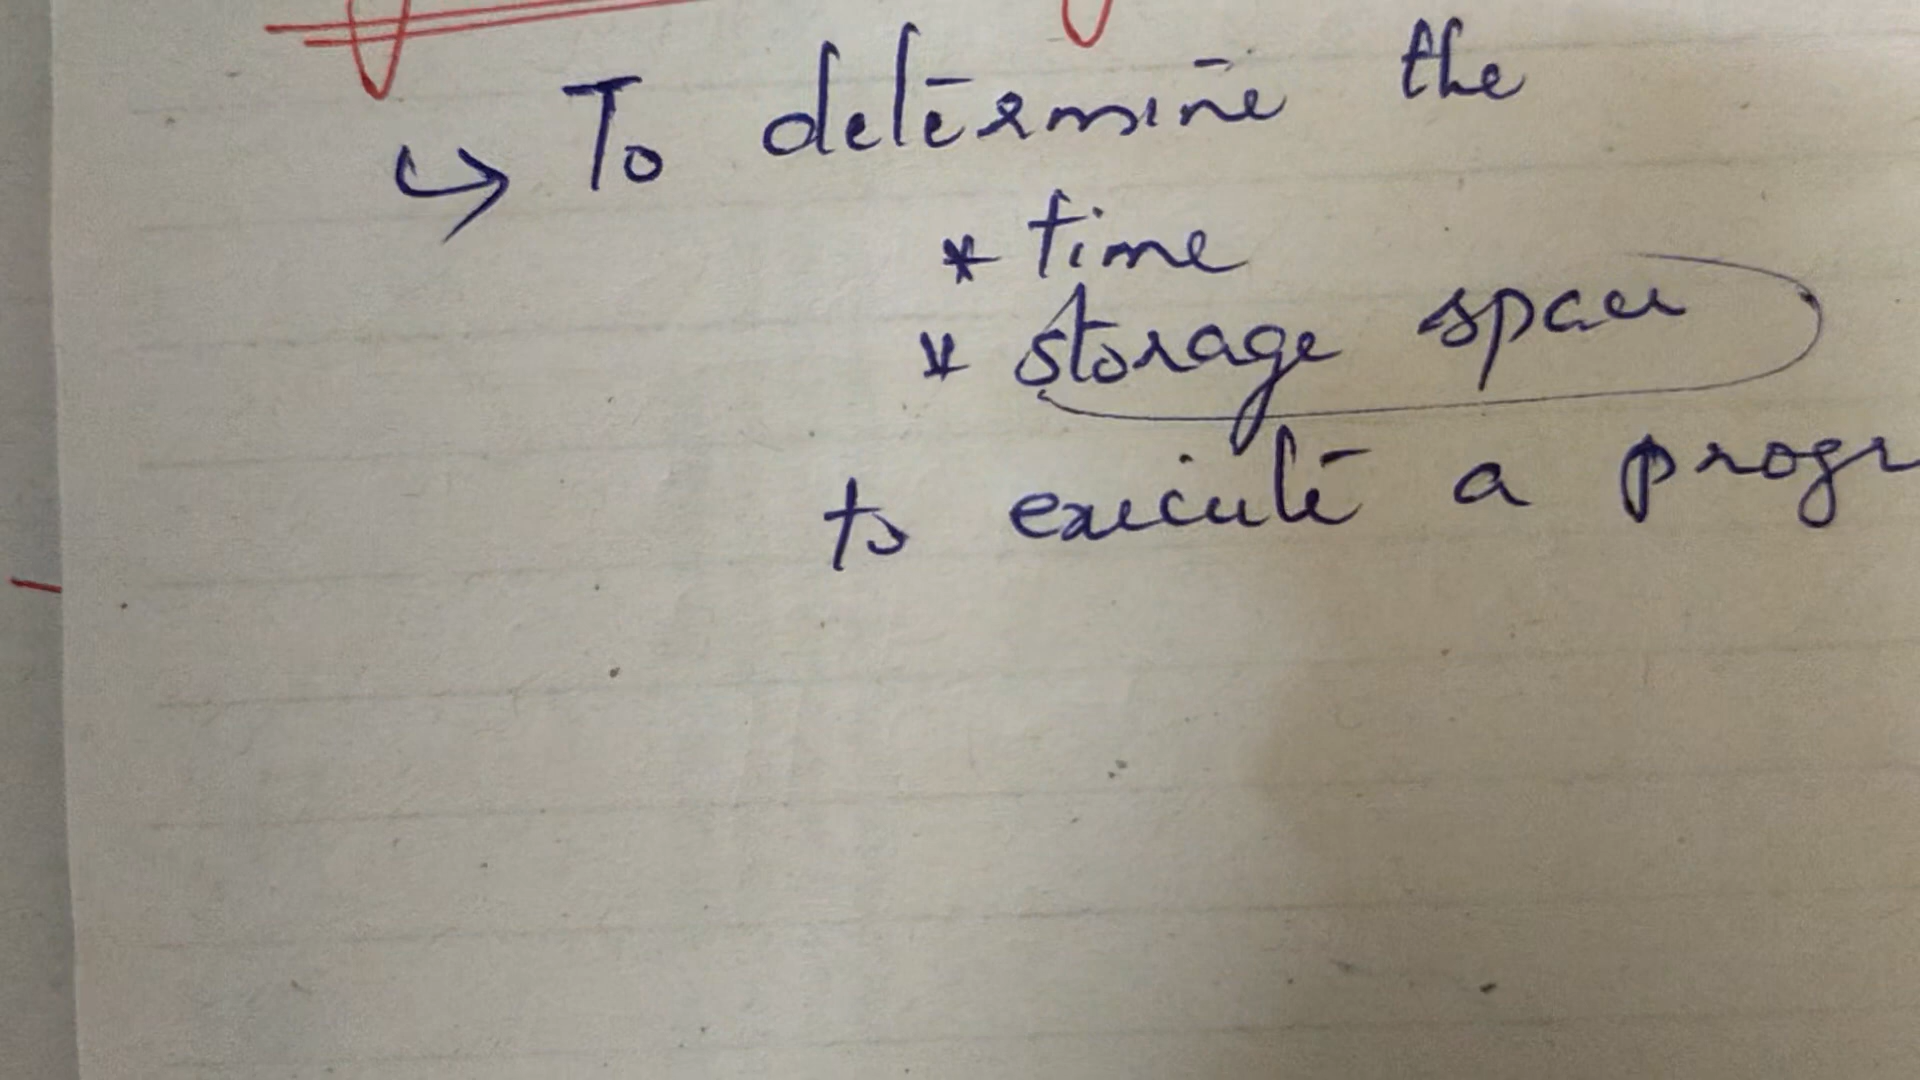 ↪ To determine the
* time
* storage space
to execute a progr